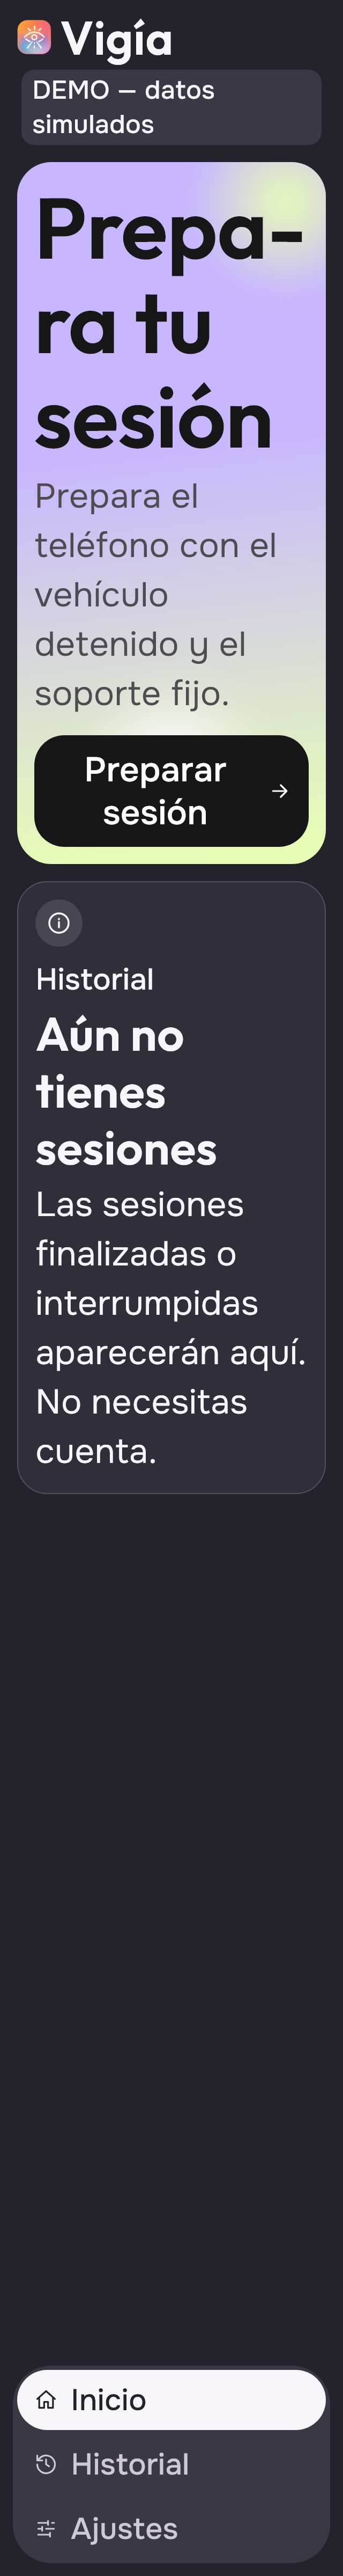 Vigía
DEMO — datos
simulados
Prepa-
ra tu
sesión
Prepara el
teléfono con el
vehículo
detenido y el
soporte fijo.
Preparar
sesión
Historial
Aún no
tienes
sesiones
Las sesiones
finalizadas o
interrumpidas
aparecerán aquí.
No necesitas
cuenta.
Inicio
Historial
Ajustes